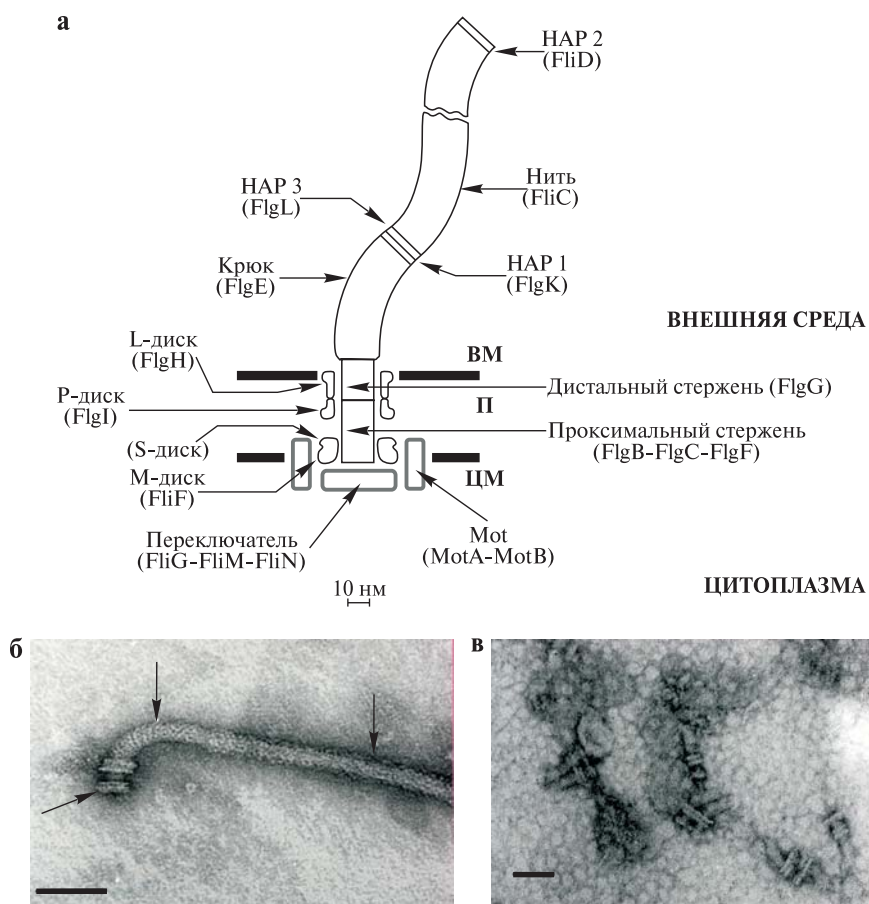 а
HAP 2
(FliD)
Нить
(FliC)
HAP 3
(FlgL)
Крюк
(FlgE)
HAP 1
(FlgK)
ВНЕШНЯЯ СРЕДА
L-диск
(FlgH)
ВМ
Дистальный стержень (FlgG)
P-диск
(FlgI)
П
Проксимальный стержень
(FlgB-FlgC-FlgF)
(S-диск)
М-диск
(FliF)
ЦМ
Переключатель
(FliG-FliM-FliN)
Mot
(MotA-MotB)
10 нм
ЦИТОПЛАЗМА
б
в